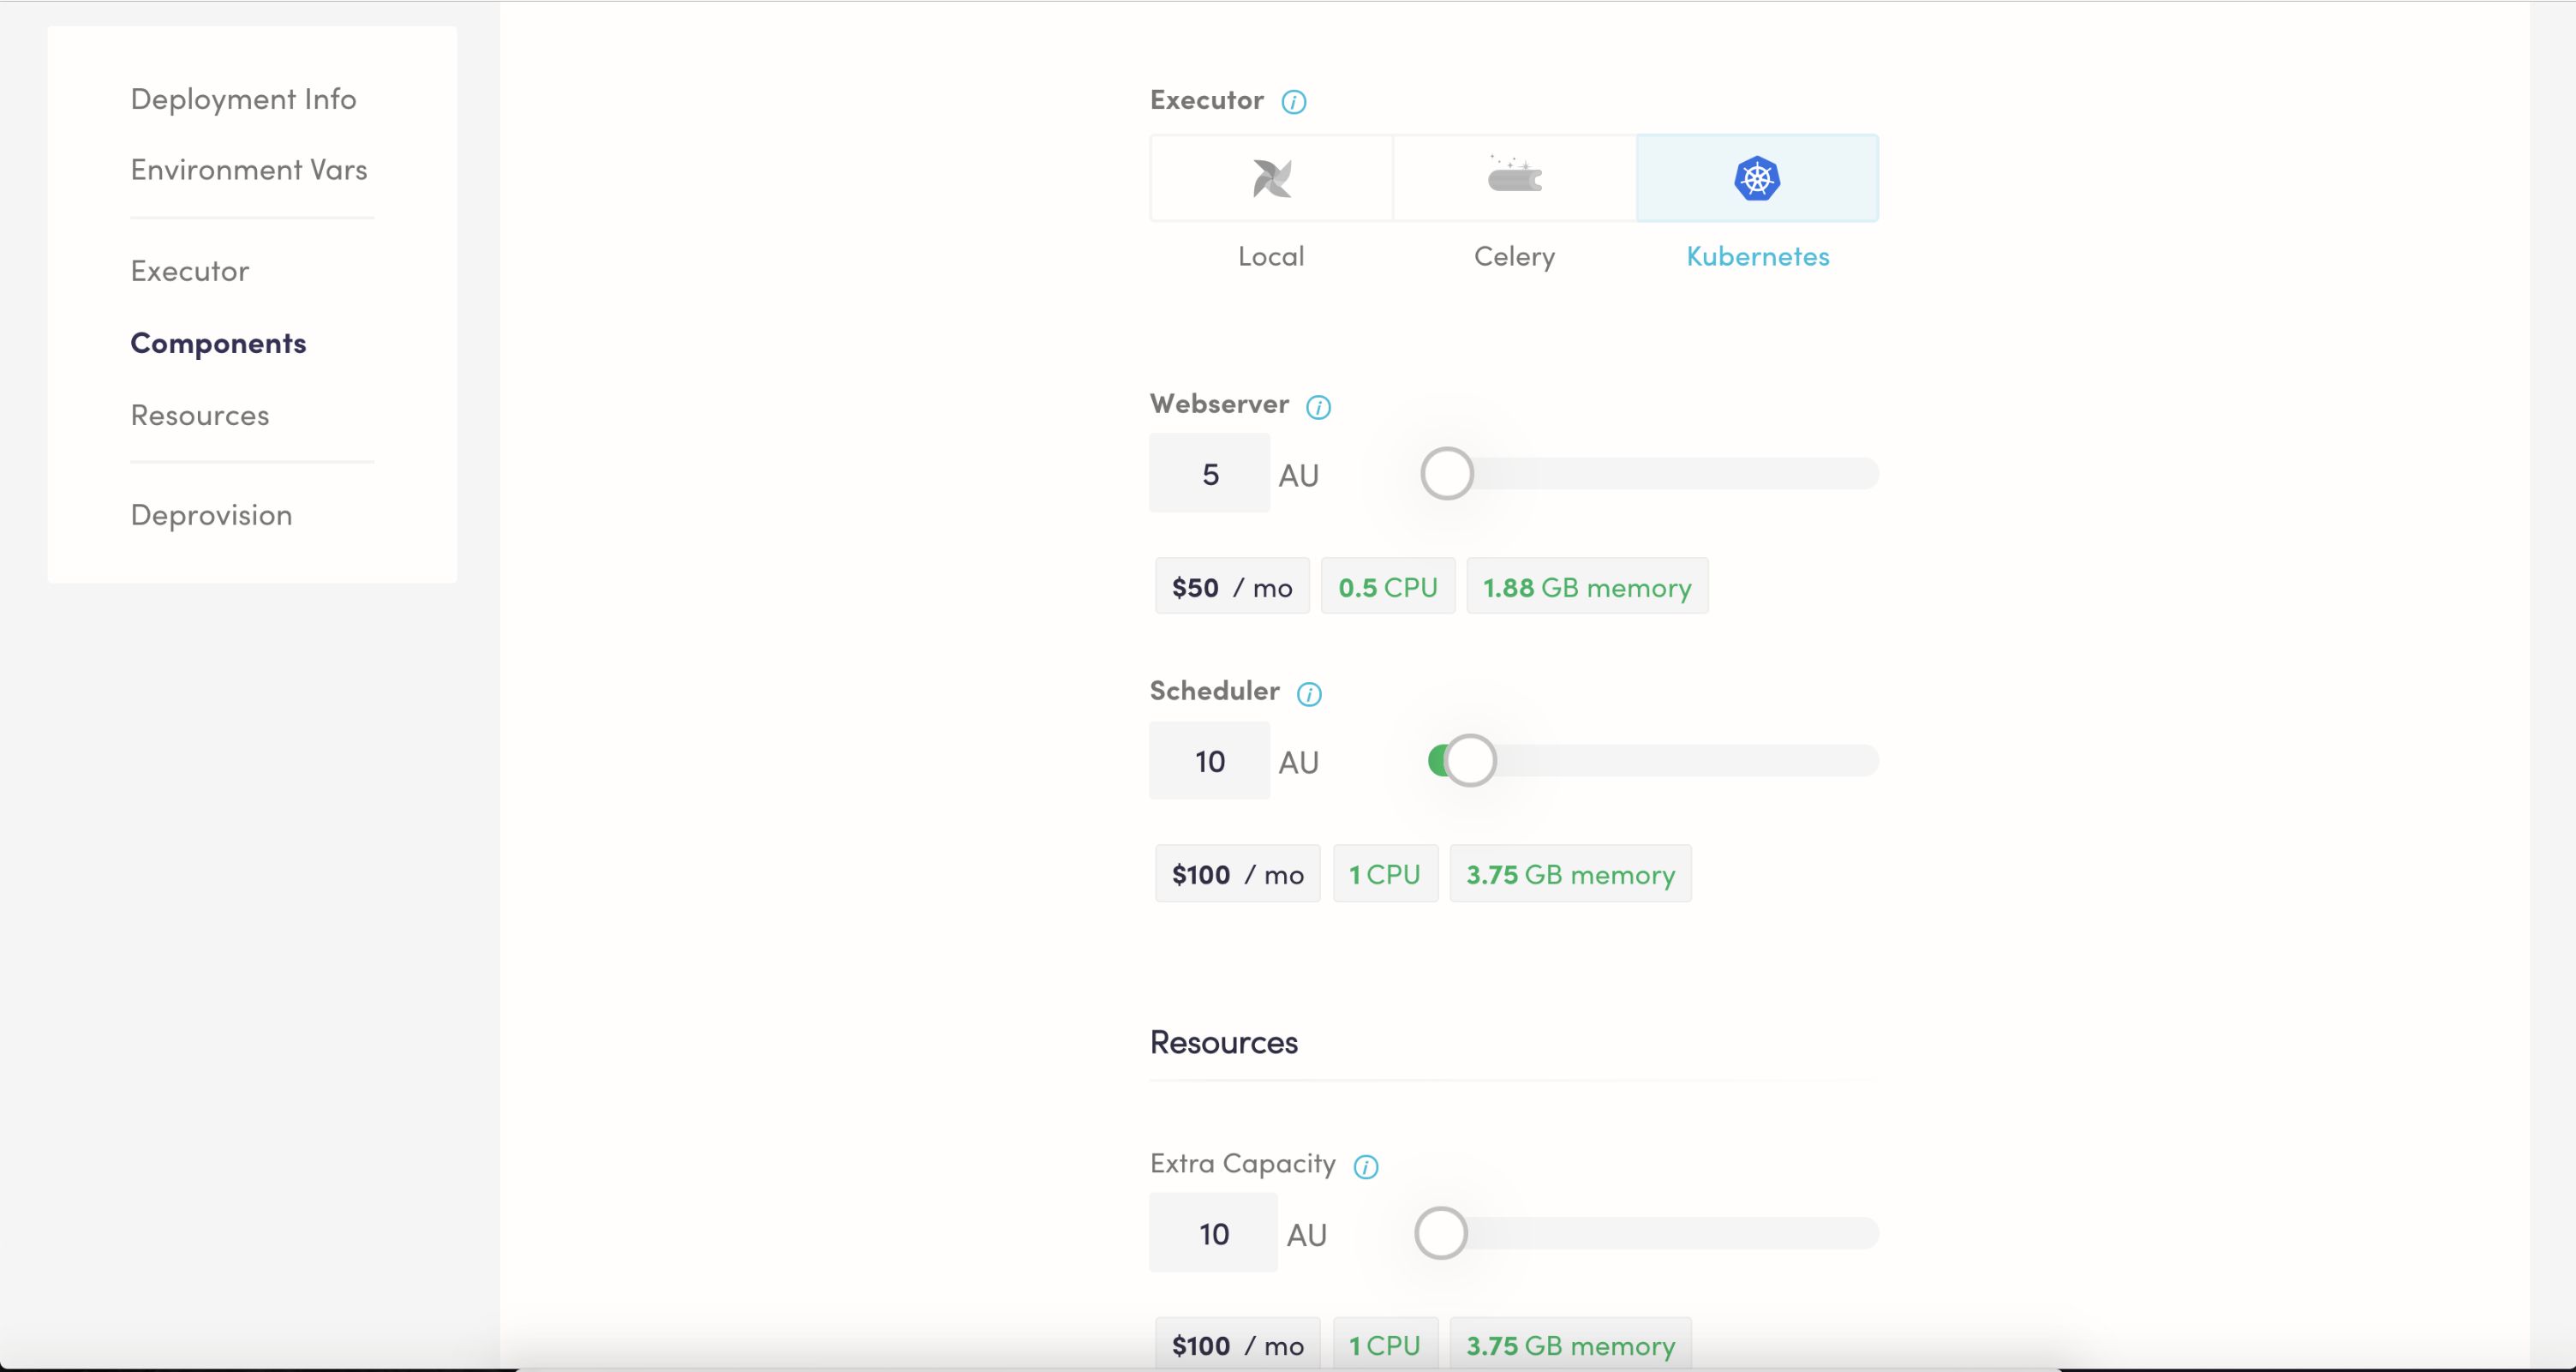 Deployment Info
Environment Vars
Executor
Components
Resources
Deprovision
Executor
Local
Celery
Kubernetes
Webserver
5 AU
$50 / mo 0.5 CPU 1.88 GB memory
Scheduler
10 AU
$100 / mo 1 CPU 3.75 GB memory
Resources
Extra Capacity
10 AU
$100 / mo 1 CPU 3.75 GB memory